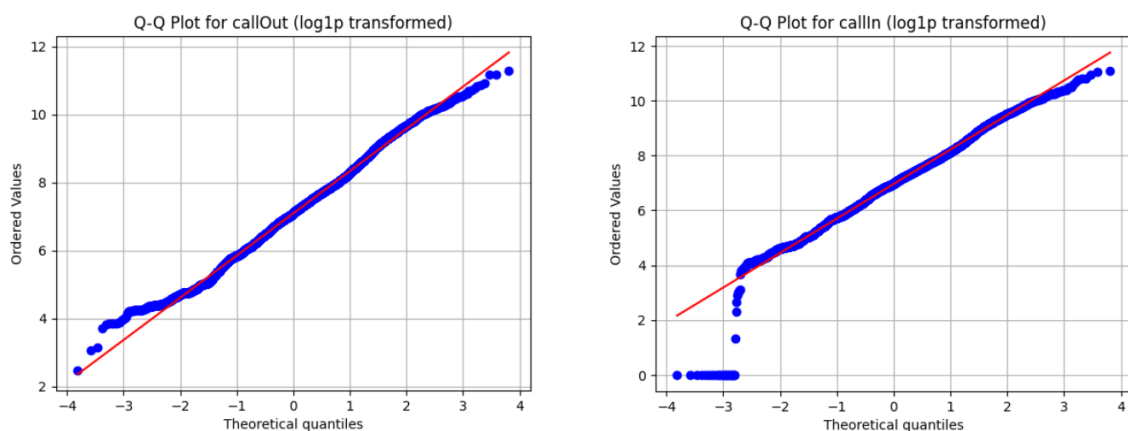 Q-Q Plot for callOut (log1p transformed)
12
10
8
6
4
2
Ordered Values
−4 −3 −2 −1 0 1 2 3 4
Theoretical quantiles
Q-Q Plot for callIn (log1p transformed)
12
10
8
6
4
2
0
Ordered Values
−4 −3 −2 −1 0 1 2 3 4
Theoretical quantiles